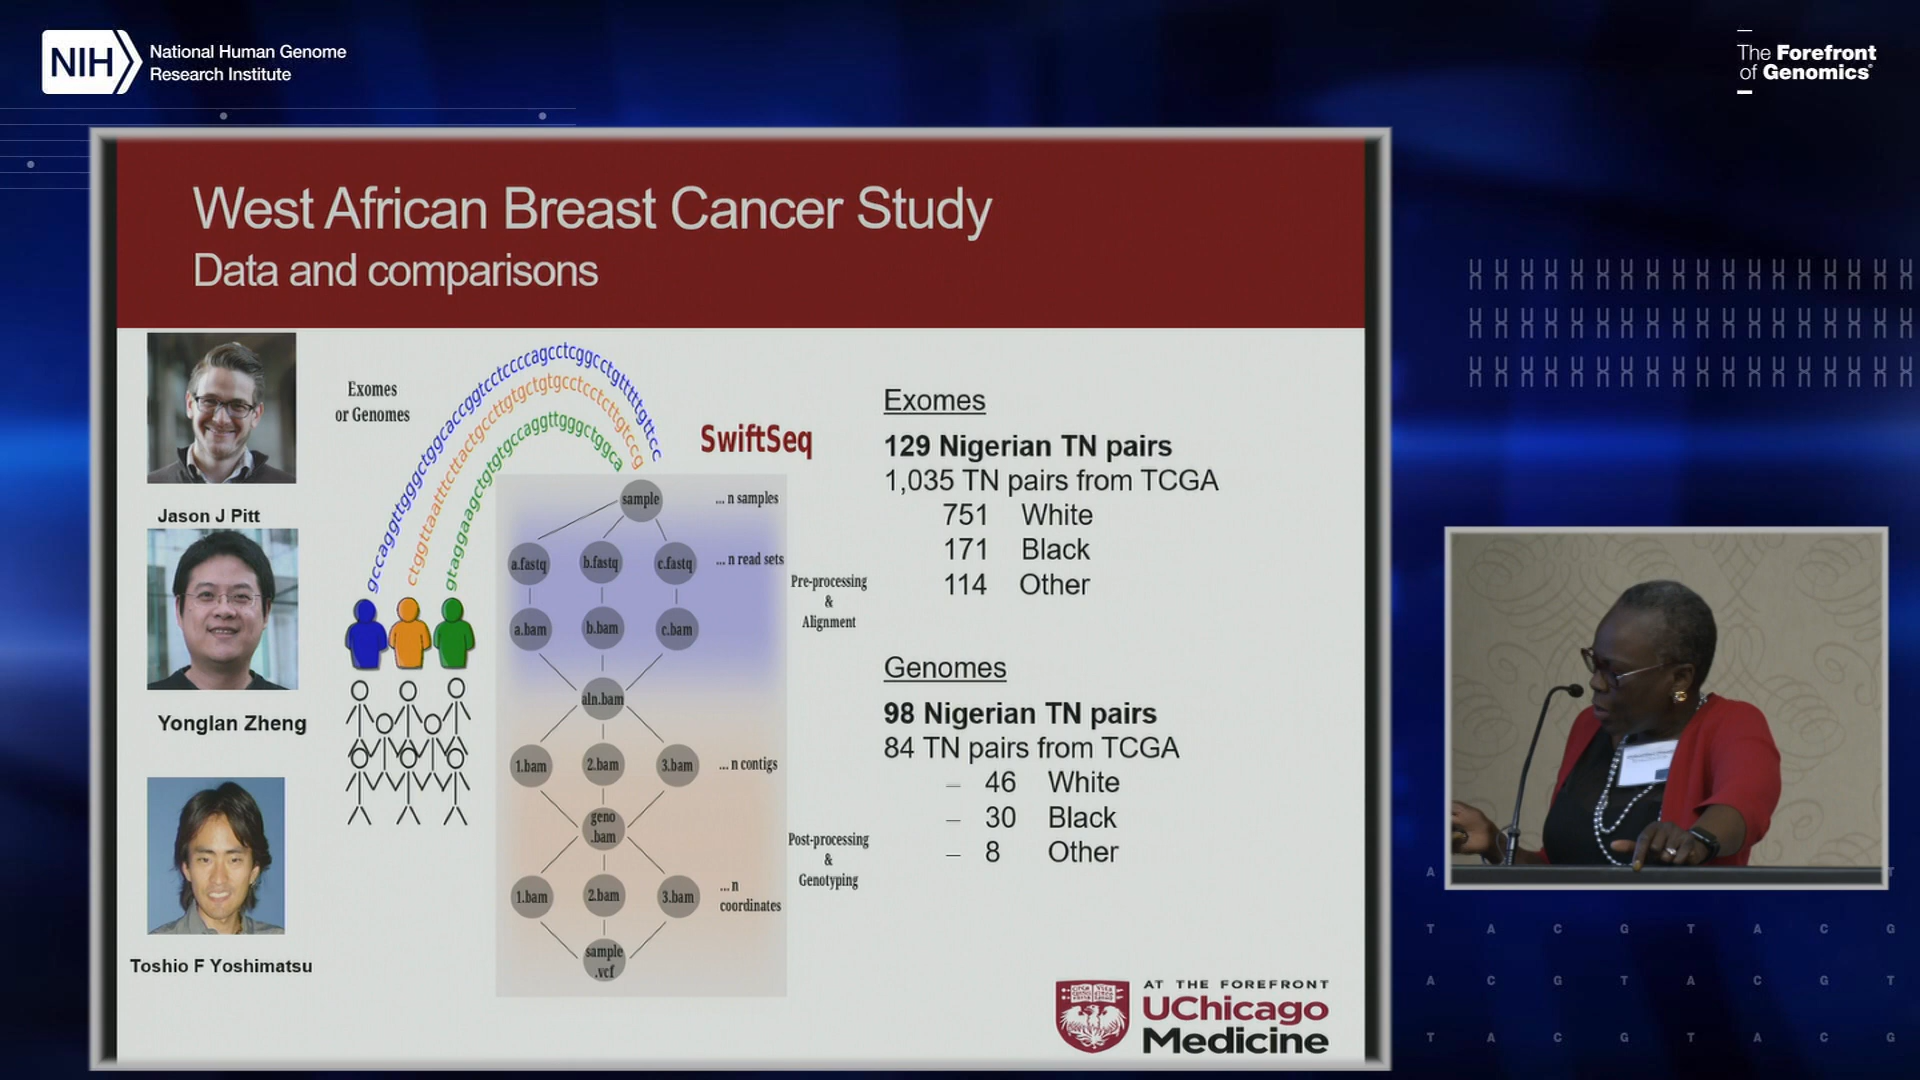 NIH
National Human Genome
Research Institute
The Forefront
of Genomics
West African Breast Cancer Study
Data and comparisons
Jason J Pitt
Yonglan Zheng
Toshio F Yoshimatsu
Exomes
or Genomes
gccaggttgggctggcaccggtcctccccagcctcggcctgttttttgttcc
SwiftSeq
sample
... n samples
a.fastq
b.fastq
c.fastq
... n read sets
a.bam
b.bam
c.bam
Pre-processing
&
Alignment
aln.bam
1.bam
2.bam
3.bam
... n contigs
geno
.bam
Post-processing
&
Genotyping
1.bam
2.bam
3.bam
... n
coordinates
sample
.vcf
Exomes
129 Nigerian TN pairs
1,035 TN pairs from TCGA
751 White
171 Black
114 Other
Genomes
98 Nigerian TN pairs
84 TN pairs from TCGA
– 46 White
– 30 Black
– 8 Other
AT THE FOREFRONT
UChicago
Medicine
A T
T A C G T A C G
A C G T A C G T
T A C G T A C G